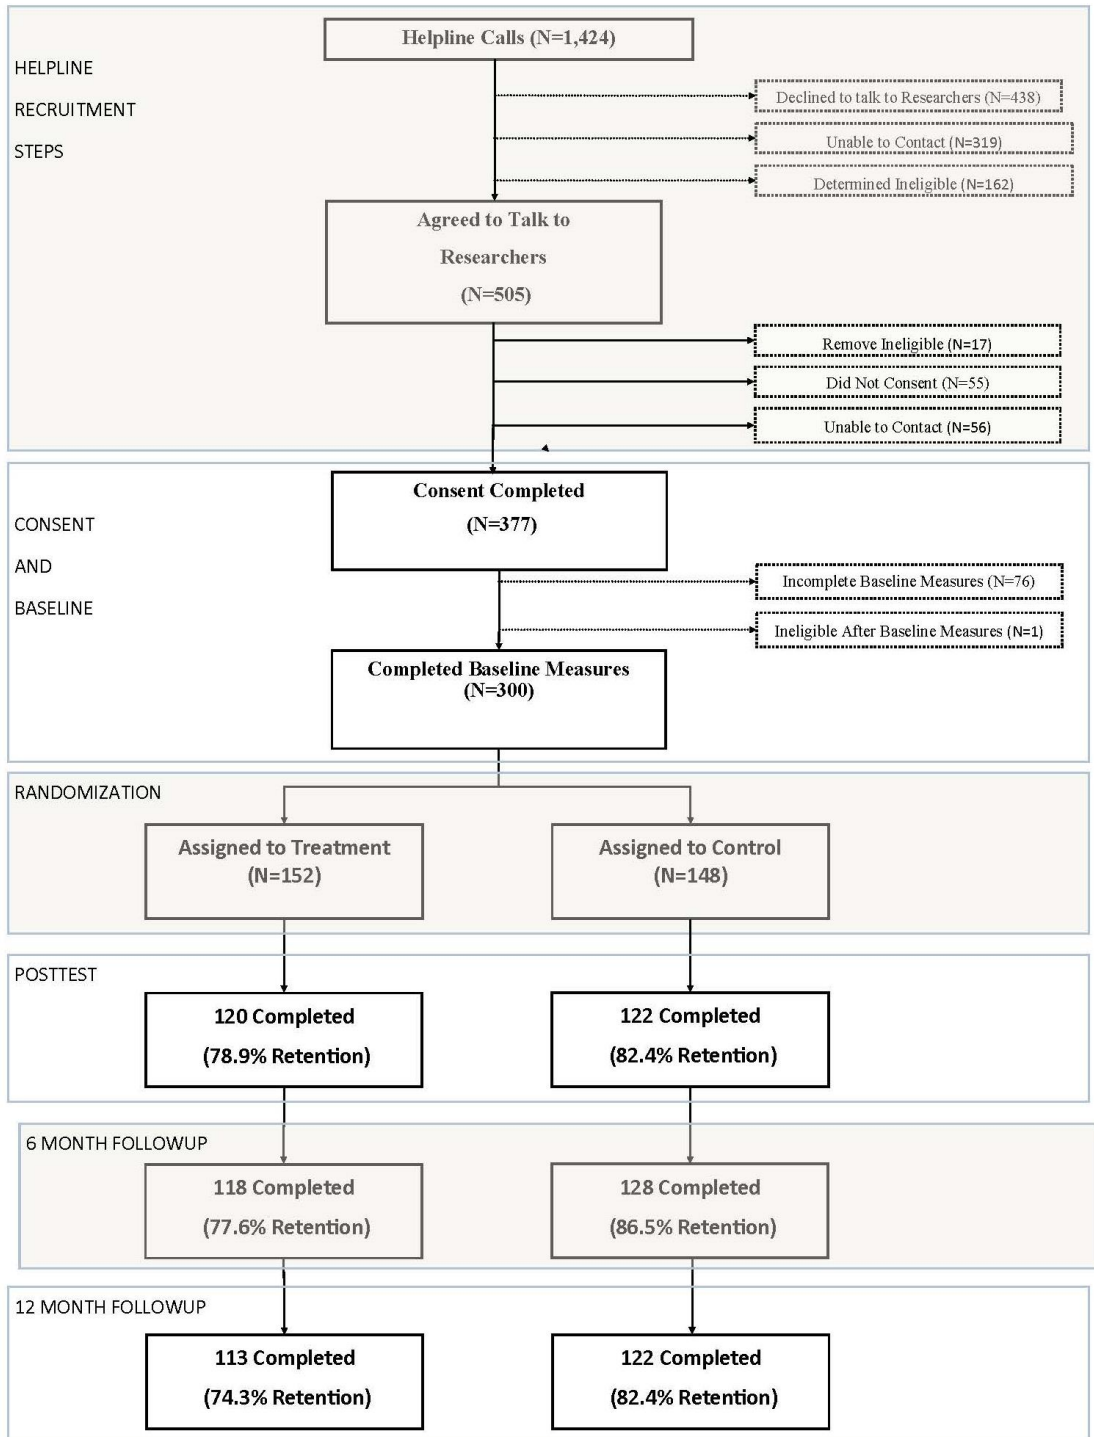 Helpline Calls (N=1,424)
HELPLINE
RECRUITMENT
STEPS
Declined to talk to Researchers (N=438)
Unable to Contact (N=319)
Determined Ineligible (N=162)
Agreed to Talk to
Researchers
(N=505)
Remove Ineligible (N=17)
Did Not Consent (N=55)
Unable to Contact (N=56)
CONSENT
AND
BASELINE
Consent Completed
(N=377)
Incomplete Baseline Measures (N=76)
Ineligible After Baseline Measures (N=1)
Completed Baseline Measures
(N=300)
RANDOMIZATION
Assigned to Treatment
(N=152)
Assigned to Control
(N=148)
POSTTEST
120 Completed
(78.9% Retention)
122 Completed
(82.4% Retention)
6 MONTH FOLLOWUP
118 Completed
(77.6% Retention)
128 Completed
(86.5% Retention)
12 MONTH FOLLOWUP
113 Completed
(74.3% Retention)
122 Completed
(82.4% Retention)